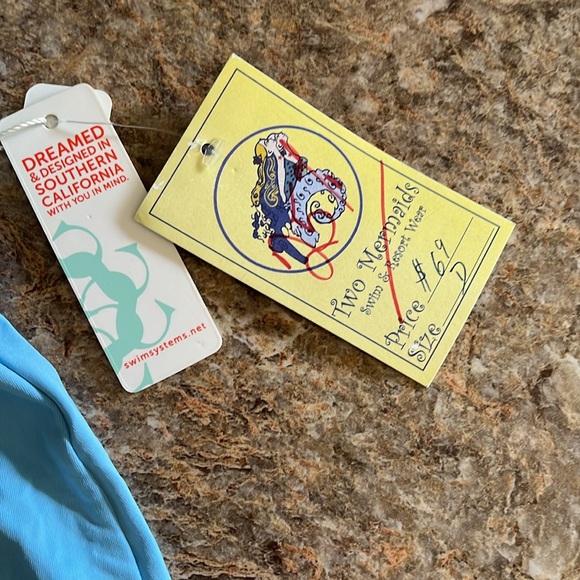 DREAMED
& DESIGNED IN
SOUTHERN
CALIFORNIA
WITH YOU IN MIND.
swimsystems.net
Two Mermaids
Swim & Resort Wear
Price $69
Size D